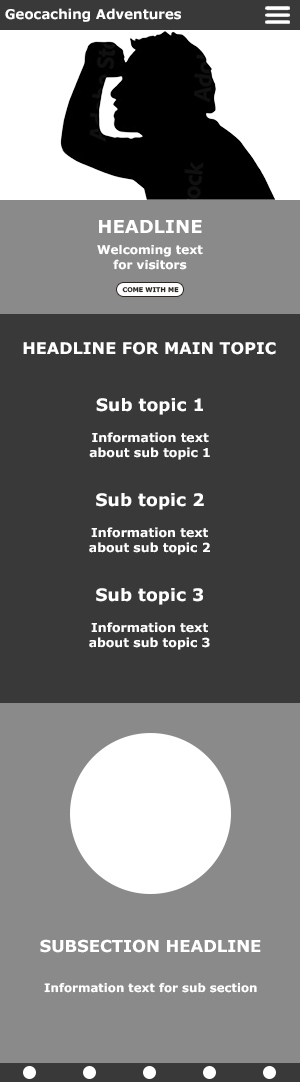 Geocaching Adventures
HEADLINE
Welcoming text
for visitors
COME WITH ME
HEADLINE FOR MAIN TOPIC
Sub topic 1
Information text
about sub topic 1
Sub topic 2
Information text
about sub topic 2
Sub topic 3
Information text
about sub topic 3
SUBSECTION HEADLINE
Information text for sub section